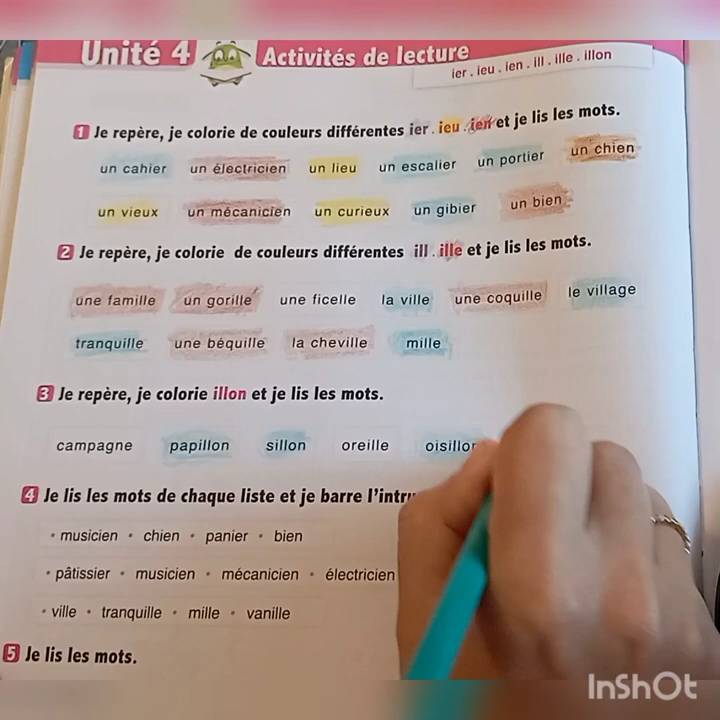 Unité 4 Activités de lecture
ier . ieu . ien . ill . ille . illon
1 Je repère, je colorie de couleurs différentes ier . ieu . ien et je lis les mots.
un cahier un électricien un lieu un escalier un portier un chien
un vieux un mécanicien un curieux un gibier un bien
2 Je repère, je colorie de couleurs différentes ill . ille et je lis les mots.
une famille un gorille une ficelle la ville une coquille le village
tranquille une béquille la cheville mille
3 Je repère, je colorie illon et je lis les mots.
campagne papillon sillon oreille
4 Je lis les mots de chaque liste et je barre
• musicien • chien • panier • bien
• pâtissier • musicien • mécanicien • électricien
• ville • tranquille • mille • vanille
5 Je lis les mots.
InShOt